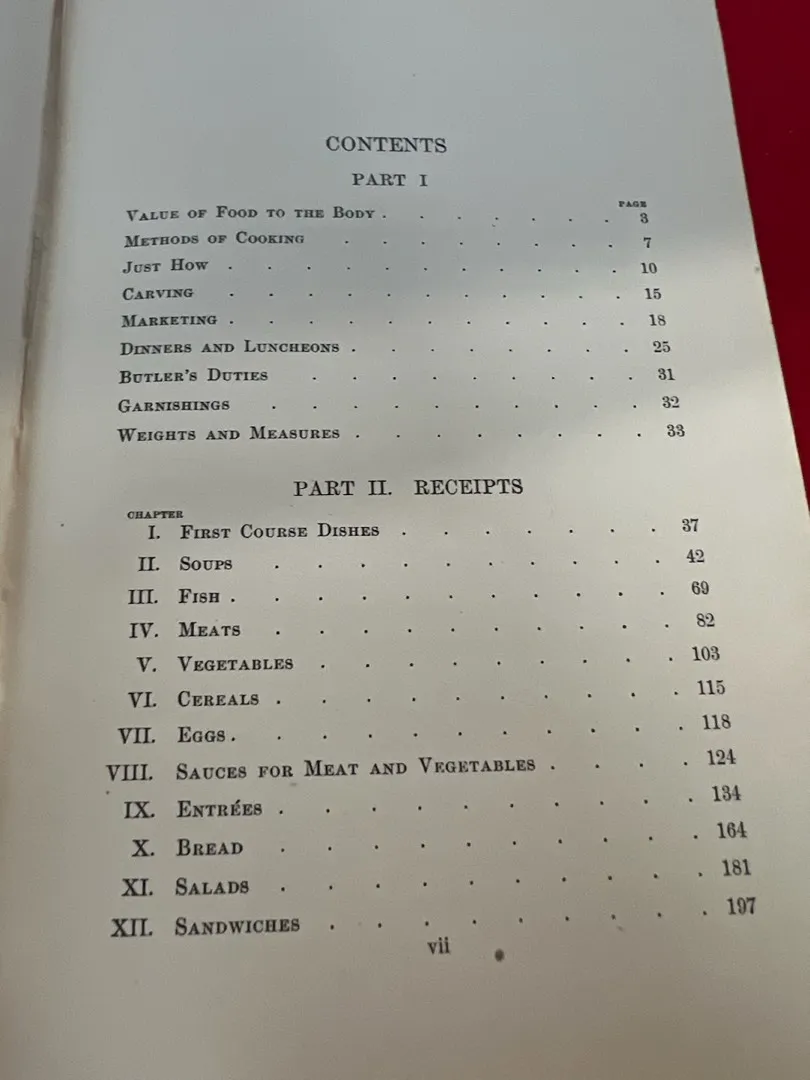 CONTENTS
PART I
PAGE
VALUE OF FOOD TO THE BODY . . . . . . . 3
METHODS OF COOKING . . . . . . . . 7
JUST HOW . . . . . . . . . . . 10
CARVING . . . . . . . . . . . 15
MARKETING . . . . . . . . . . . 18
DINNERS AND LUNCHEONS . . . . . . . . 25
BUTLER'S DUTIES . . . . . . . . . 31
GARNISHINGS . . . . . . . . . . 32
WEIGHTS AND MEASURES . . . . . . . . 33
PART II. RECEIPTS
CHAPTER
I. FIRST COURSE DISHES . . . . . . . 37
II. SOUPS . . . . . . . . . . 42
III. FISH . . . . . . . . . . . 69
IV. MEATS . . . . . . . . . . 82
V. VEGETABLES . . . . . . . . . 103
VI. CEREALS . . . . . . . . . . 115
VII. EGGS . . . . . . . . . . . 118
VIII. SAUCES FOR MEAT AND VEGETABLES . . . . 124
IX. ENTRÉES . . . . . . . . . . 134
X. BREAD . . . . . . . . . . 164
XI. SALADS . . . . . . . . . . 181
XII. SANDWICHES . . . . . . . . . 197
vii